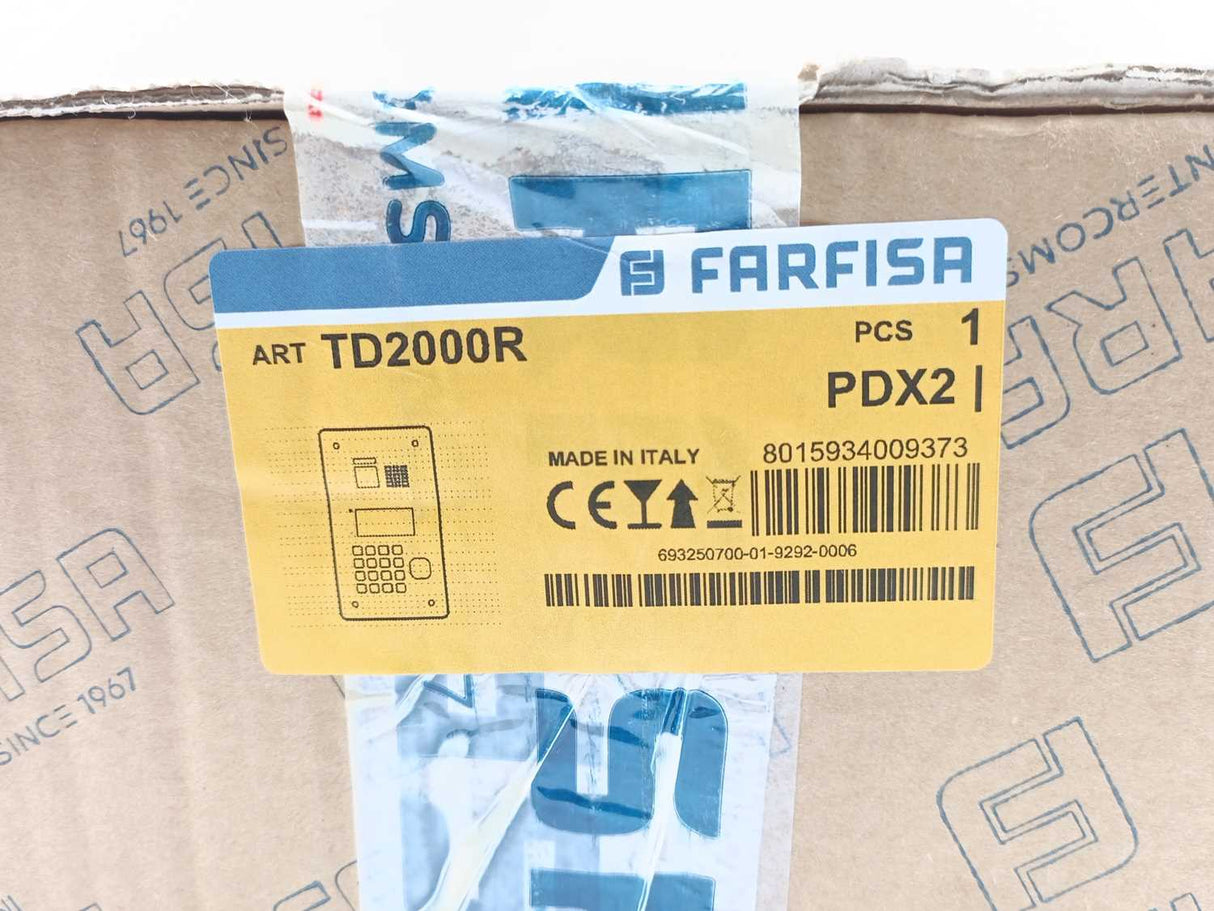 SINCE 1967
INTERCOMS
FARFISA
ART TD2000R
PCS 1
PDX2 |
MADE IN ITALY
8015934009373
CE
693250700-01-9292-0006
SINCE 1967